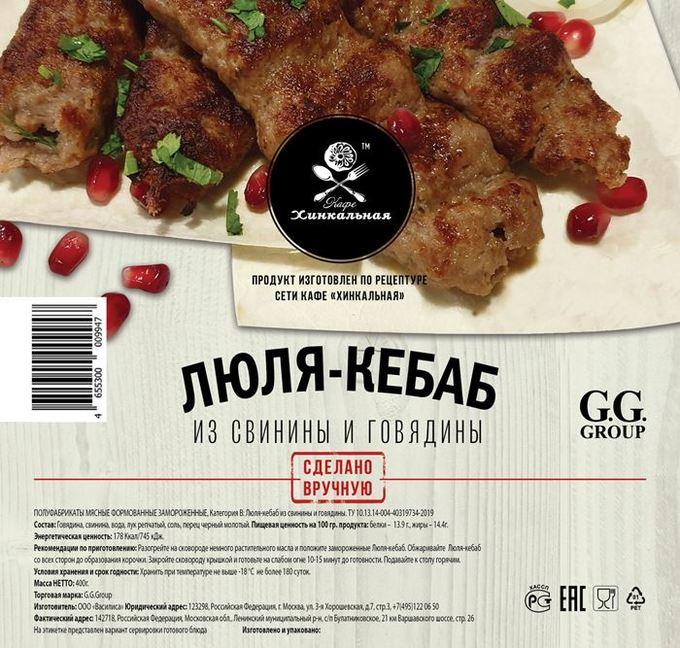 TM
Кафе
Хинкальная
ПРОДУКТ ИЗГОТОВЛЕН ПО РЕЦЕПТУРЕ
СЕТИ КАФЕ «ХИНКАЛЬНАЯ»
4 655300 009947
ЛЮЛЯ-КЕБАБ
ИЗ СВИНИНЫ И ГОВЯДИНЫ
G.G.
GROUP
СДЕЛАНО
ВРУЧНУЮ
ПОЛУФАБРИКАТЫ МЯСНЫЕ ФОРМОВАННЫЕ ЗАМОРОЖЕННЫЕ, Категория В: Люля-кебаб из свинины и говядины. ТУ 10.13.14-004-40319734-2019
Состав: Говядина, свинина, вода, лук репчатый, соль, перец черный молотый. Пищевая ценность на 100 гр. продукта: белки – 13.9 г., жиры – 14.4г.
Энергетическая ценность: 178 Ккал/745 кДж.
Рекомендации по приготовлению: Разогрейте на сковороде немного растительного масла и положите замороженные Люля-кебаб. Обжаривайте Люля-кебаб
со всех сторон до образования корочки. Закройте сковороду крышкой и готовьте на слабом огне 10-15 минут до готовности. Подавайте к столу горячим.
Условия хранения и срок годности: Хранить при температуре не выше -18 °С не более 180 суток.
Масса НЕТТО: 400г.
Торговая марка: G.G.Group
Изготовитель: ООО «Василиса» Юридический адрес: 123298, Российская Федерация, г. Москва, ул. 3-я Хорошевская, д.7, стр.3, +7(495)122 06 50
Фактический адрес: 142718, Российская Федерация, Московская обл., Ленинский муниципальный р-н, с/п Булатниковское, 21 км Варшавского шоссе, стр. 26
На этикетке представлен вариант сервировки готового блюда Изготовлено и упаковано:
КАССП
РСТ
ЕАС
81
PET